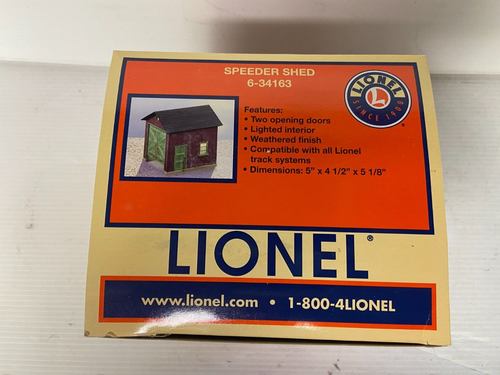 SPEEDER SHED
6-34163
Features:
• Two opening doors
• Lighted interior
• Weathered finish
• Compatible with all Lionel
track systems
• Dimensions: 5" x 4 1/2" x 5 1/8"
LIONEL
L
SINCE 1900
LIONEL®
www.lionel.com • 1-800-4LIONEL